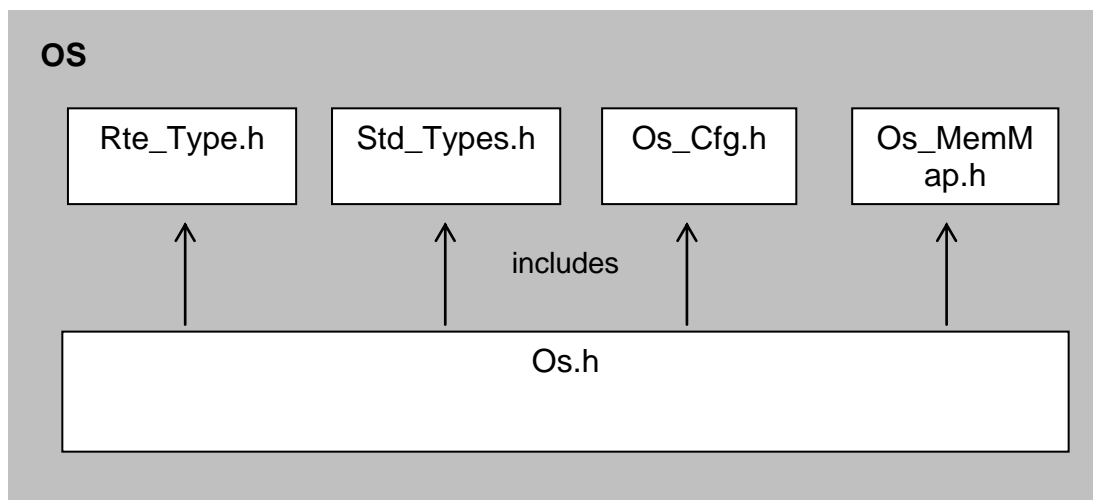 OS
Rte_Type.h
Std_Types.h
Os_Cfg.h
Os_MemM
ap.h
includes
Os.h